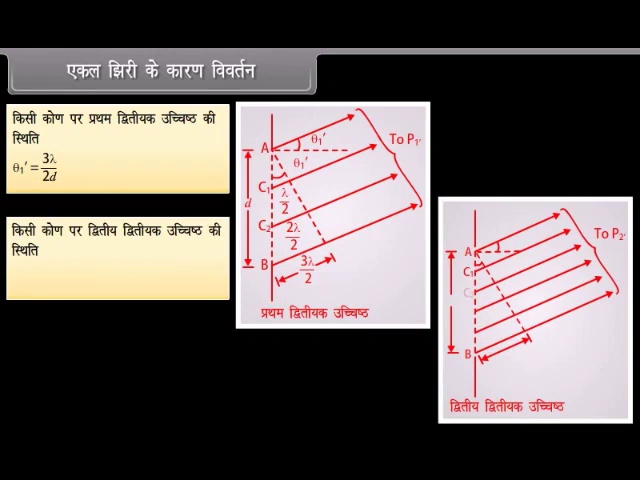 एकल झिरी के कारण विवर्तन
किसी कोण पर प्रथम द्वितीयक उच्चिष्ठ की
स्थिति
θ₁′ = 3λ/2d
किसी कोण पर द्वितीय द्वितीयक उच्चिष्ठ की
स्थिति
A θ₁′ To P₁′
θ₁′
C₁
λ/2
d
C₂
2λ/2
B
3λ/2
प्रथम द्वितीयक उच्चिष्ठ
To P₂′
A
C₁
B
द्वितीय द्वितीयक उच्चिष्ठ